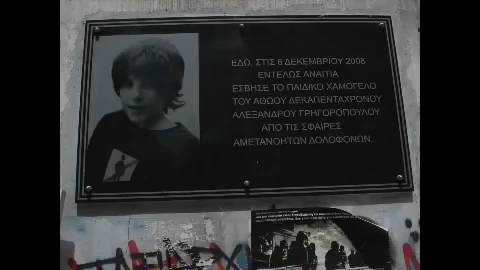 ΕΔΩ, ΣΤΙΣ 6 ΔΕΚΕΜΒΡΙΟΥ 2008
ΕΝΤΕΛΩΣ ΑΝΑΙΤΙΑ
ΕΣΒΗΣΕ ΤΟ ΠΑΙΔΙΚΟ ΧΑΜΟΓΕΛΟ
ΤΟΥ ΑΘΩΟΥ ΔΕΚΑΠΕΝΤΑΧΡΟΝΟΥ
ΑΛΕΞΑΝΔΡΟΥ ΓΡΗΓΟΡΟΠΟΥΛΟΥ
ΑΠΟ ΤΙΣ ΣΦΑΙΡΕΣ
ΑΜΕΤΑΝΟΗΤΩΝ ΔΟΛΟΦΟΝΩΝ.